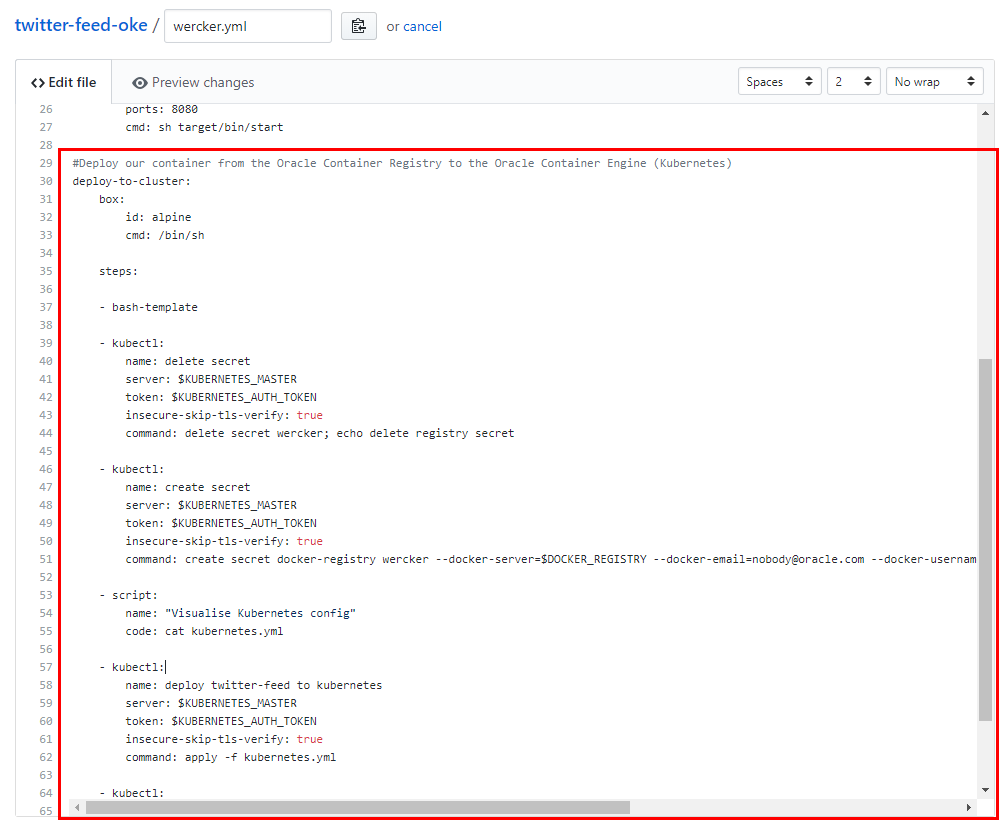 twitter-feed-oke / wercker.yml or cancel
Edit file Preview changes Spaces 2 No wrap
26 ports: 8080
27 cmd: sh target/bin/start
28
29 #Deploy our container from the Oracle Container Registry to the Oracle Container Engine (Kubernetes)
30 deploy-to-cluster:
31 box:
32 id: alpine
33 cmd: /bin/sh
34
35 steps:
36
37 - bash-template
38
39 - kubectl:
40 name: delete secret
41 server: $KUBERNETES_MASTER
42 token: $KUBERNETES_AUTH_TOKEN
43 insecure-skip-tls-verify: true
44 command: delete secret wercker; echo delete registry secret
45
46 - kubectl:
47 name: create secret
48 server: $KUBERNETES_MASTER
49 token: $KUBERNETES_AUTH_TOKEN
50 insecure-skip-tls-verify: true
51 command: create secret docker-registry wercker --docker-server=$DOCKER_REGISTRY --docker-email=nobody@oracle.com --docker-usernam
52
53 - script:
54 name: "Visualise Kubernetes config"
55 code: cat kubernetes.yml
56
57 - kubectl:
58 name: deploy twitter-feed to kubernetes
59 server: $KUBERNETES_MASTER
60 token: $KUBERNETES_AUTH_TOKEN
61 insecure-skip-tls-verify: true
62 command: apply -f kubernetes.yml
63
64 - kubectl:
65